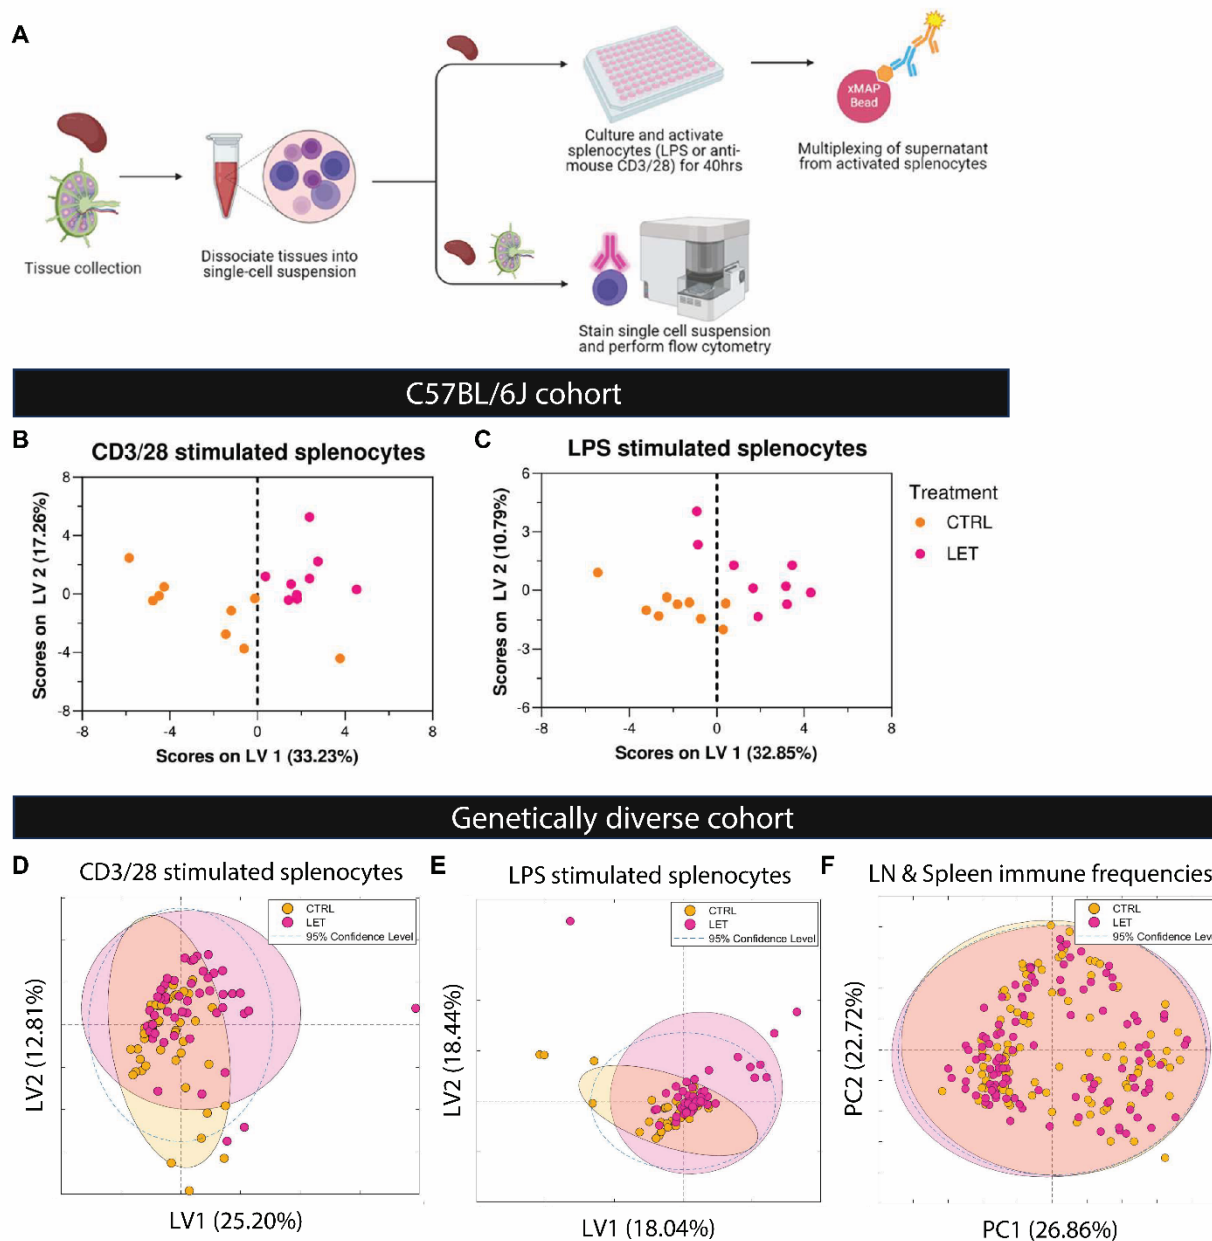 A
xMAP
Bead
Culture and activate
splenocytes (LPS or anti-
mouse CD3/28) for 40hrs
Multiplexing of supernatant
from activated splenocytes
Tissue collection
Dissociate tissues into
single-cell suspension
Stain single cell suspension
and perform flow cytometry
C57BL/6J cohort
B
CD3/28 stimulated splenocytes
Scores on LV 2 (17.26%)
8
4
0
-4
-8
-8
-4
0
4
8
Scores on LV 1 (33.23%)
C
LPS stimulated splenocytes
Scores on LV 2 (10.79%)
6
3
0
-3
-6
-8
-4
0
4
8
Scores on LV 1 (32.85%)
Treatment
CTRL
LET
Genetically diverse cohort
D
CD3/28 stimulated splenocytes
CTRL
LET
95% Confidence Level
LV2 (12.81%)
LV1 (25.20%)
E
LPS stimulated splenocytes
CTRL
LET
95% Confidence Level
LV2 (18.44%)
LV1 (18.04%)
F
LN & Spleen immune frequencies
CTRL
LET
95% Confidence Level
PC2 (22.72%)
PC1 (26.86%)